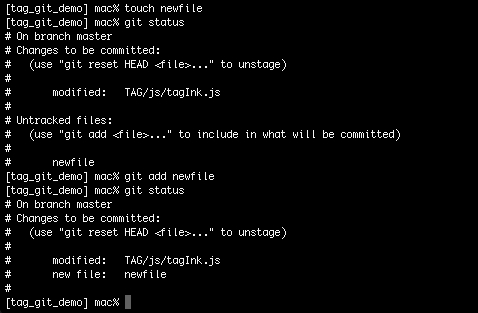 [tag_git_demo] mac% touch newfile
[tag_git_demo] mac% git status
# On branch master
# Changes to be committed:
#   (use "git reset HEAD <file>..." to unstage)
#
#       modified:   TAG/js/tagInk.js
#
# Untracked files:
#   (use "git add <file>..." to include in what will be committed)
#
#       newfile
[tag_git_demo] mac% git add newfile
[tag_git_demo] mac% git status
# On branch master
# Changes to be committed:
#   (use "git reset HEAD <file>..." to unstage)
#
#       modified:   TAG/js/tagInk.js
#       new file:   newfile
#
[tag_git_demo] mac%